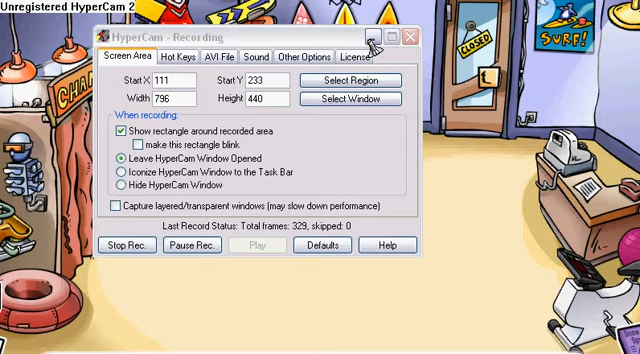 Unregistered HyperCam 2
HyperCam - Recording
Screen Area Hot Keys AVI File Sound Other Options License
Start X 111 Start Y 233 Select Region
Width 796 Height 440 Select Window
When recording:
Show rectangle around recorded area
make this rectangle blink
Leave HyperCam Window Opened
Iconize HyperCam Window to the Task Bar
Hide HyperCam Window
Capture layered/transparent windows (may slow down performance)
Last Record Status: Total frames: 329, skipped: 0
Stop Rec. Pause Rec. Play Defaults Help
CLOSED
SURF!